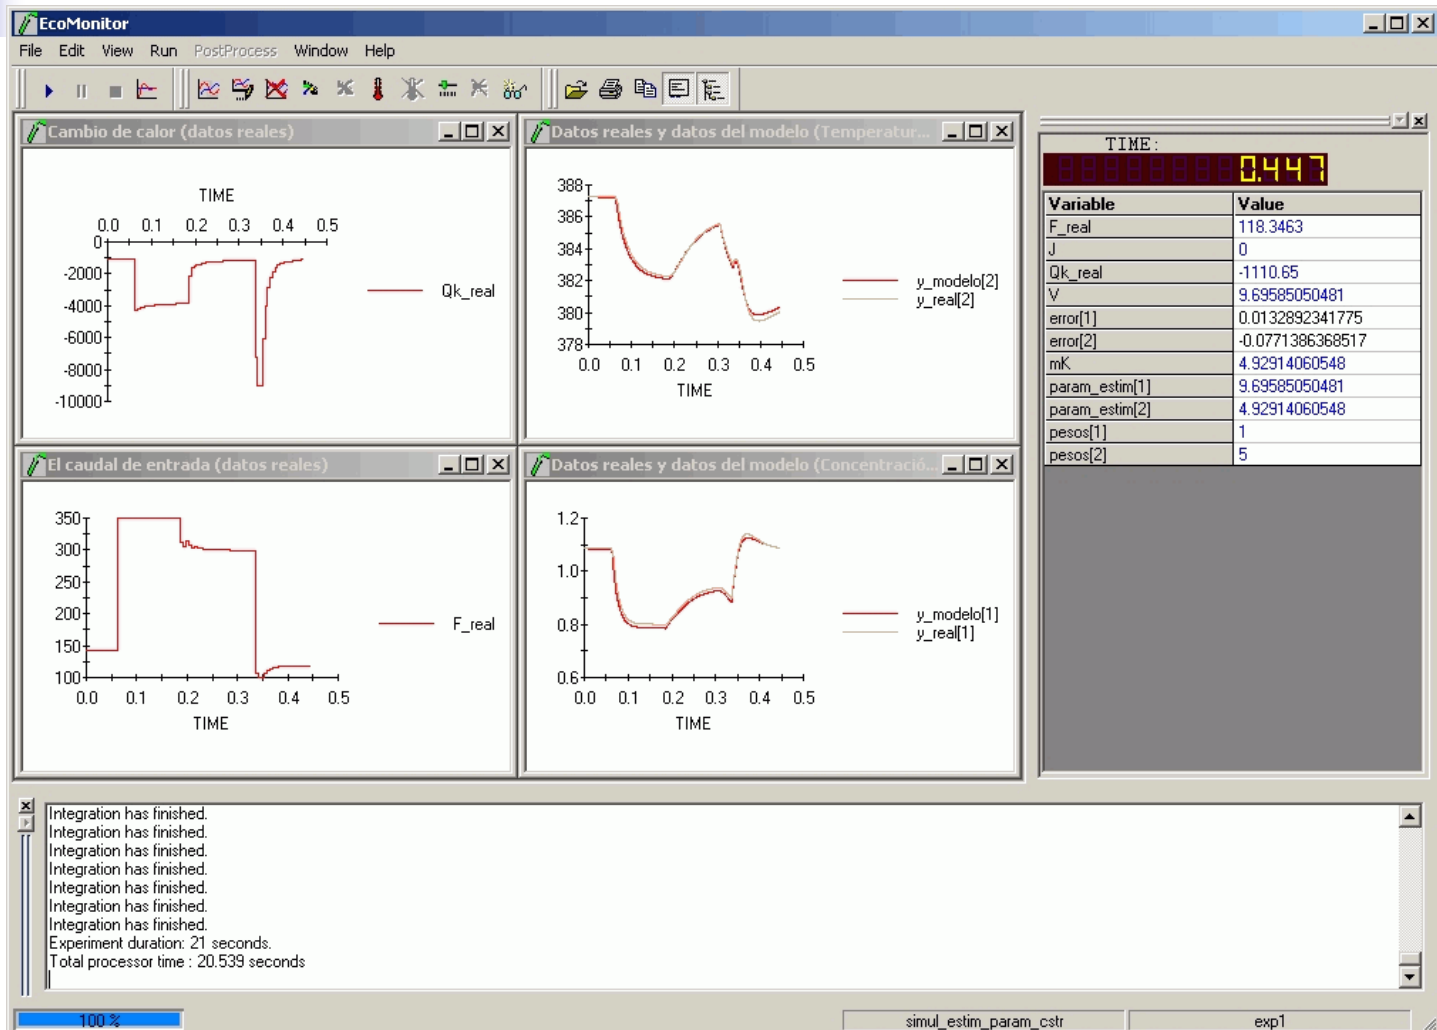 EcoMonitor
File Edit View Run PostProcess Window Help
Cambio de calor (datos reales)
TIME
0.0 0.1 0.2 0.3 0.4 0.5
0
-2000
-4000
-6000
-8000
-10000
Qk_real
Datos reales y datos del modelo (Temperatur...
388
386
384
382
380
378
0.0 0.1 0.2 0.3 0.4 0.5
TIME
y_modelo[2]
y_real[2]
El caudal de entrada (datos reales)
350
300
250
200
150
100
0.0 0.1 0.2 0.3 0.4 0.5
TIME
F_real
Datos reales y datos del modelo (Concentració...
1.2
1.0
0.8
0.6
0.0 0.1 0.2 0.3 0.4 0.5
TIME
y_modelo[1]
y_real[1]
TIME:
0.447
Variable Value
F_real 118.3463
J 0
Qk_real -1110.65
V 9.69585050481
error[1] 0.0132892341775
error[2] -0.0771386368517
mK 4.92914060548
param_estim[1] 9.69585050481
param_estim[2] 4.92914060548
pesos[1] 1
pesos[2] 5
Integration has finished.
Integration has finished.
Integration has finished.
Integration has finished.
Integration has finished.
Integration has finished.
Integration has finished.
Experiment duration: 21 seconds.
Total processor time : 20.539 seconds
100 %
simul_estim_param_cstr
exp1